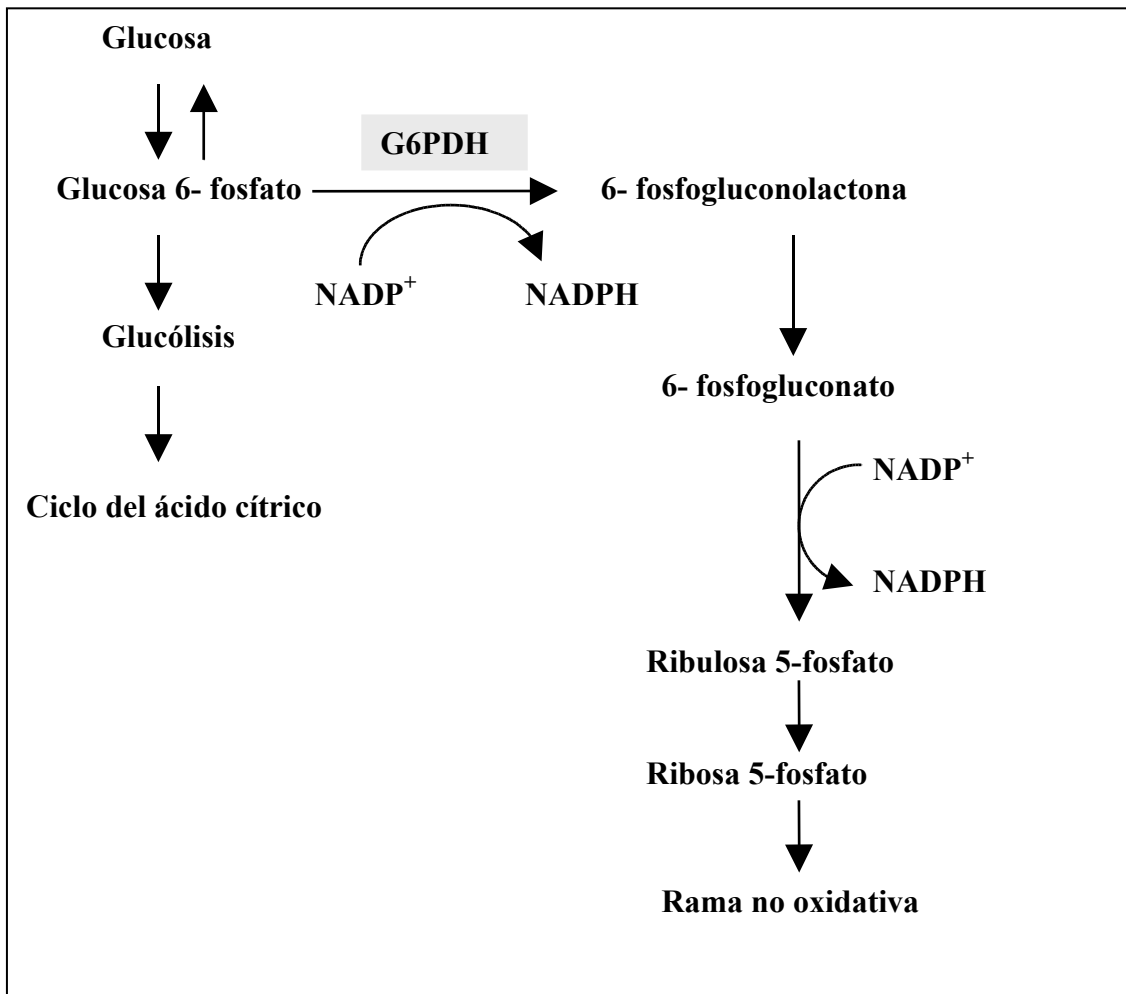 Glucosa
G6PDH
Glucosa 6- fosfato
6- fosfogluconolactona
NADP⁺
NADPH
Glucólisis
6- fosfogluconato
NADP⁺
Ciclo del ácido cítrico
NADPH
Ribulosa 5-fosfato
Ribosa 5-fosfato
Rama no oxidativa